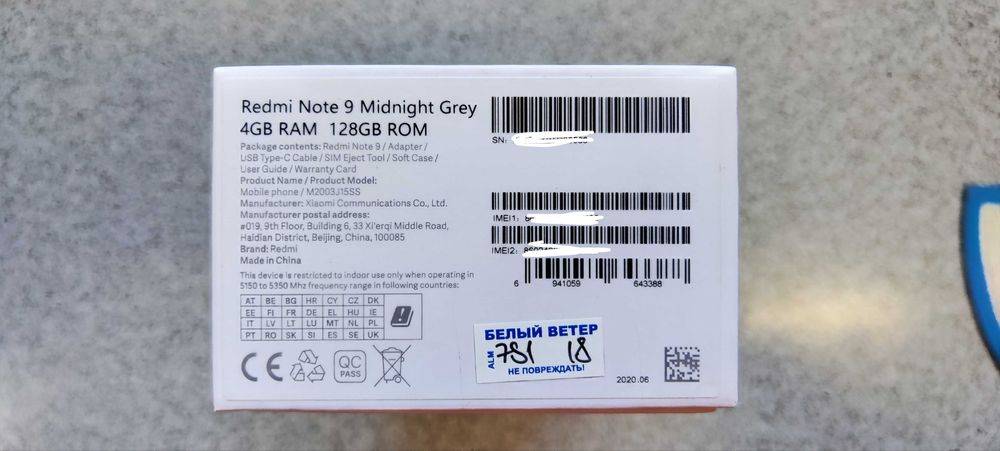 Redmi Note 9 Midnight Grey
4GB RAM 128GB ROM
Package contents: Redmi Note 9 / Adapter /
USB Type-C Cable / SIM Eject Tool / Soft Case /
User Guide / Warranty Card
Product Name / Product Model:
Mobile phone / M2003J15SS
Manufacturer: Xiaomi Communications Co., Ltd.
Manufacturer postal address:
#019, 9th Floor, Building 6, 33 Xi'erqi Middle Road,
Haidian District, Beijing, China, 100085
Brand: Redmi
Made in China
This device is restricted to indoor use only when operating in
5150 to 5350 Mhz frequency range in following countries:
AT BE BG HR CY CZ DK
EE FI FR DE EL HU IE
IT LV LT LU MT NL PL
PT RO SK SI ES SE UK
CE
QC
PASS
SN:
IMEI1:
IMEI2:
6 941059 643388
БЕЛЫЙ ВЕТЕР
ALM 781 18
НЕ ПОВРЕЖДАТЬ!
2020.06